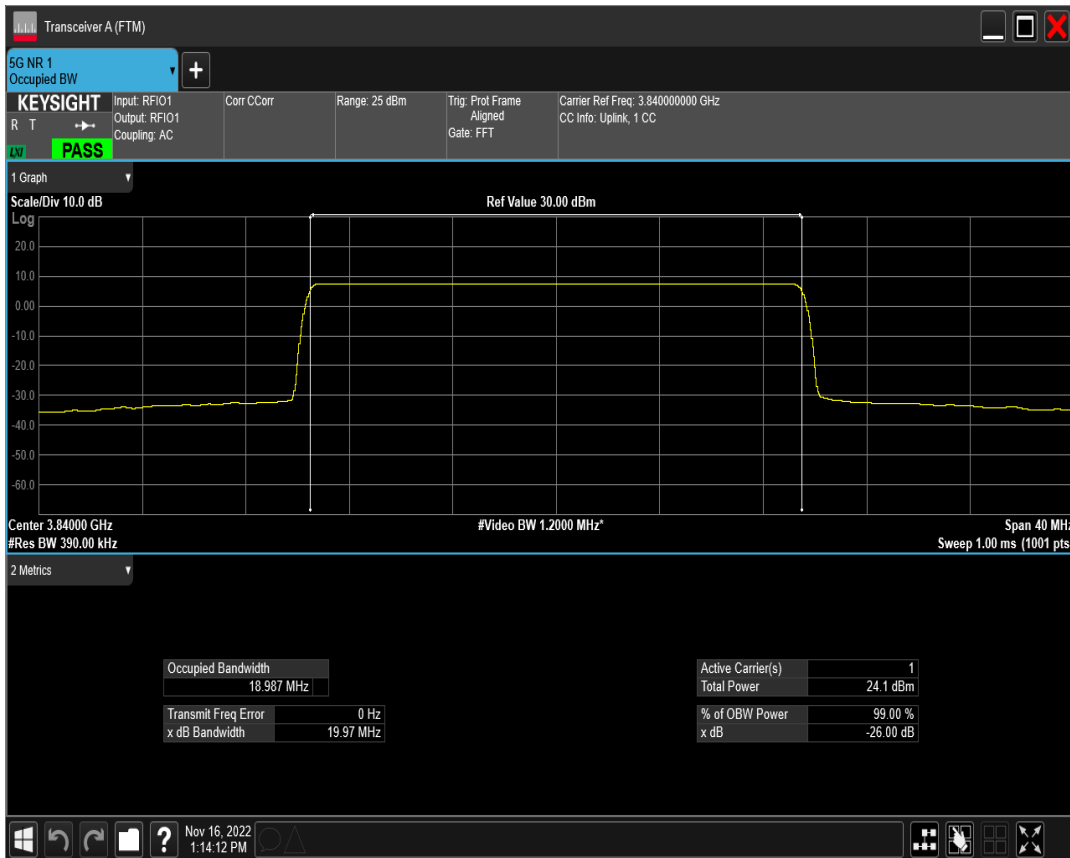 Transceiver A (FTM)
5G NR 1
Occupied BW
+
KEYSIGHT
R T
LXI
PASS
Input: RFIO1
Output: RFIO1
Coupling: AC
Corr CCorr
Range: 25 dBm
Trig: Prot Frame
Aligned
Gate: FFT
Carrier Ref Freq: 3.840000000 GHz
CC Info: Uplink, 1 CC
1 Graph
Scale/Div 10.0 dB
Ref Value 30.00 dBm
Log
20.0
10.0
0.00
-10.0
-20.0
-30.0
-40.0
-50.0
-60.0
Center 3.84000 GHz
#Video BW 1.2000 MHz*
Span 40 MHz
#Res BW 390.00 kHz
Sweep 1.00 ms (1001 pts
2 Metrics
Occupied Bandwidth
18.987 MHz
Transmit Freq Error 0 Hz
x dB Bandwidth 19.97 MHz
Active Carrier(s) 1
Total Power 24.1 dBm
% of OBW Power 99.00 %
x dB -26.00 dB
?
Nov 16, 2022
1:14:12 PM